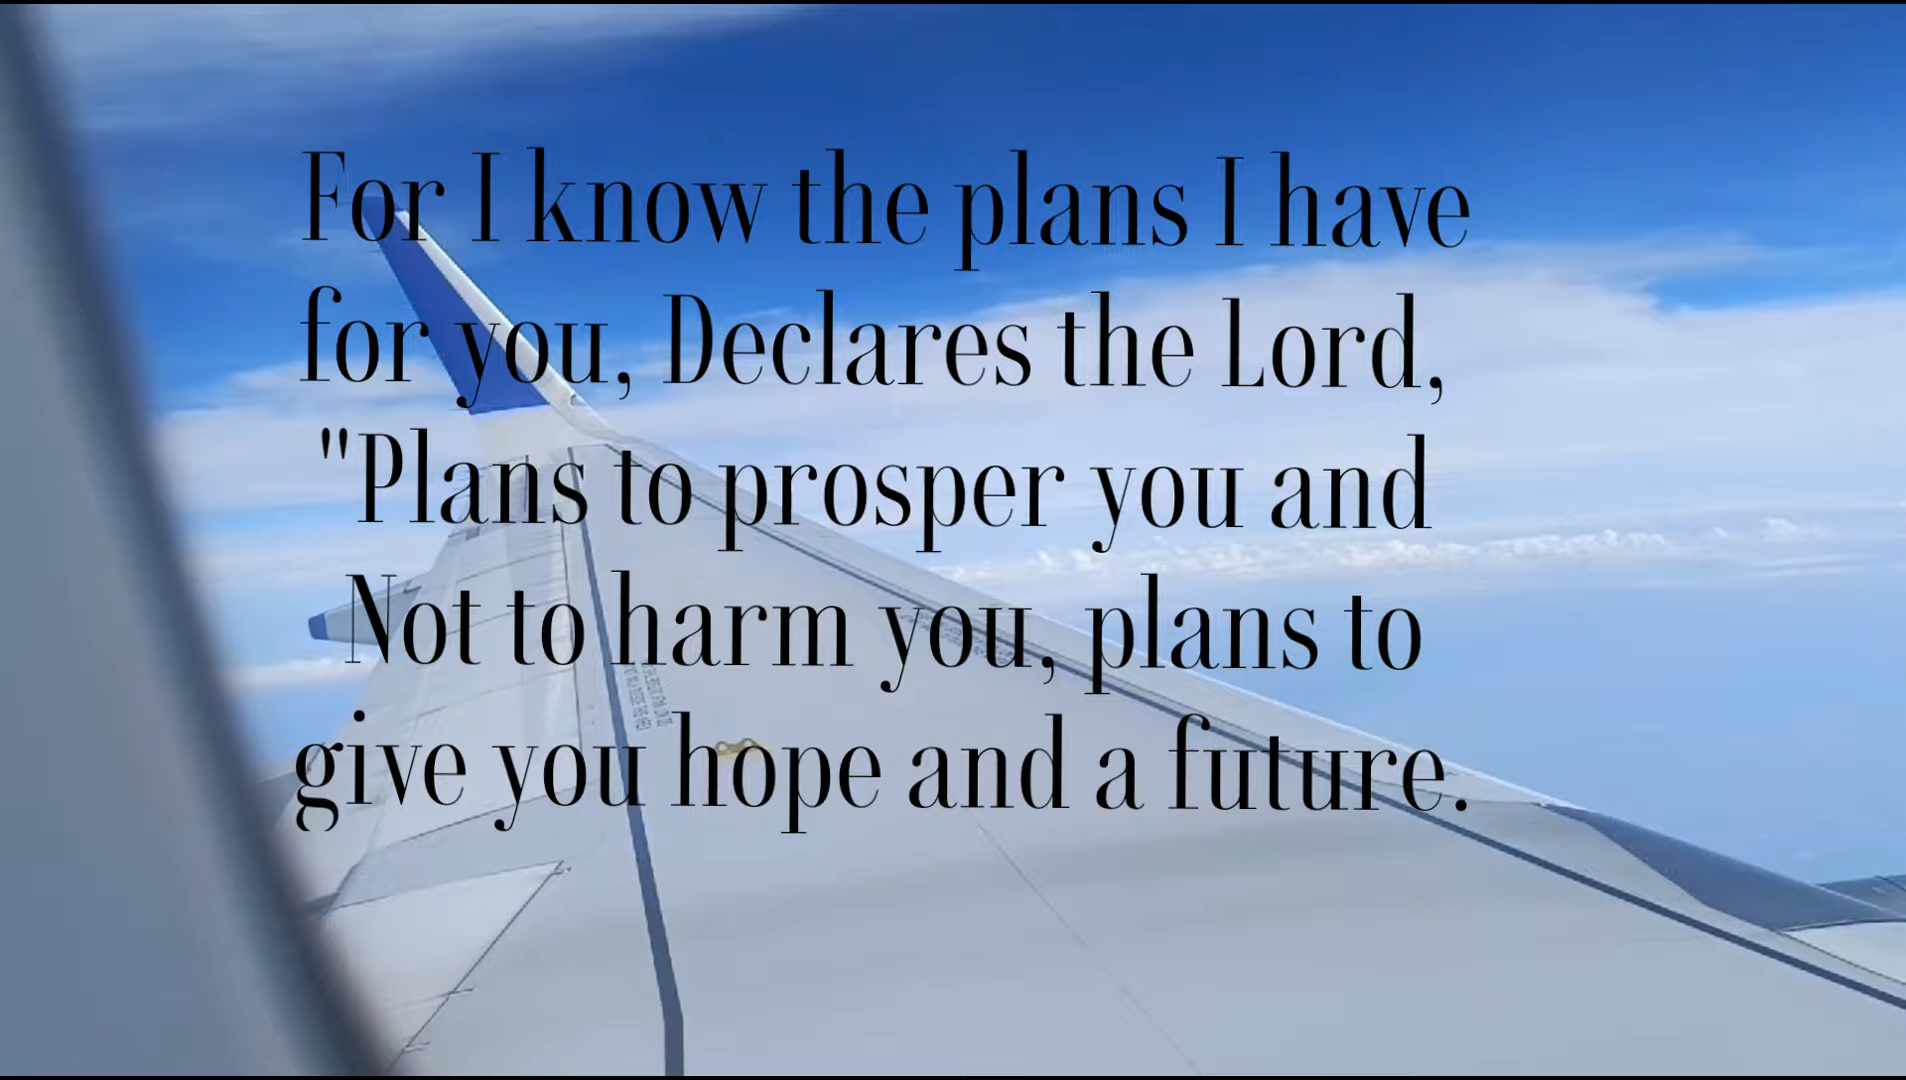 For I know the plans I have
for you, Declares the Lord,
"Plans to prosper you and
Not to harm you, plans to
give you hope and a future.